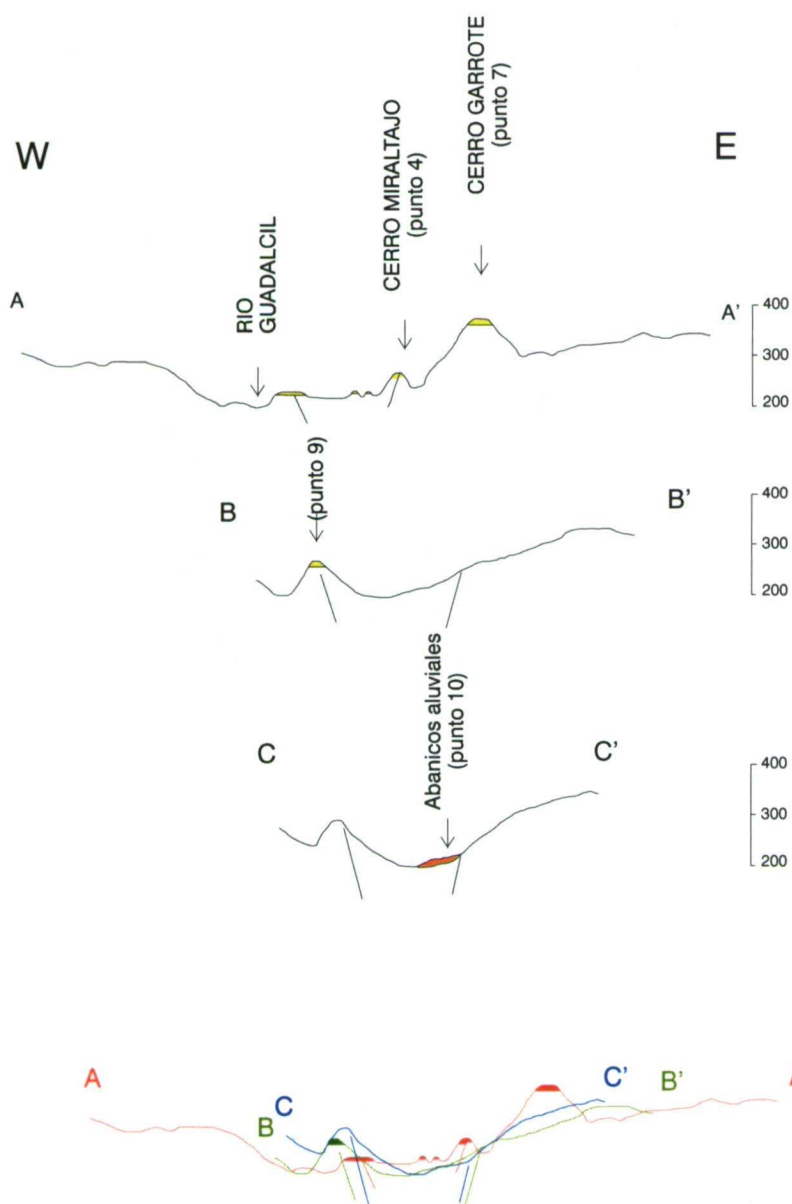 W
E
RIO
GUADALCIL
CERRO MIRALTAJO
(punto 4)
CERRO GARROTE
(punto 7)
A
A'
400
300
200
(punto 9)
B
B'
400
300
200
Abanicos aluviales
(punto 10)
C
C'
400
300
200
A
B
C
C'
B'
A